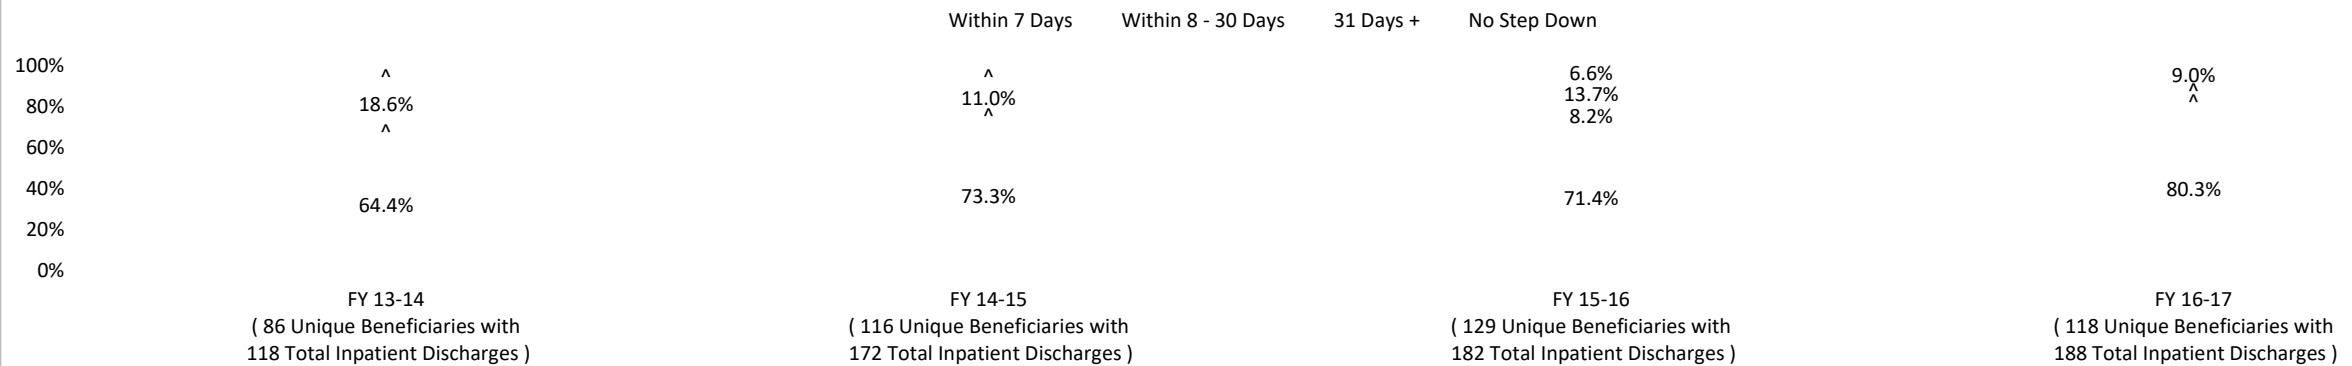 Within 7 Days Within 8 - 30 Days 31 Days + No Step Down
100%
80%
60%
40%
20%
0%
^
18.6%
^
64.4%
^
11.0%
^
73.3%
6.6%
13.7%
8.2%
71.4%
9.0%
^
^
80.3%
FY 13-14
( 86 Unique Beneficiaries with
118 Total Inpatient Discharges )
FY 14-15
( 116 Unique Beneficiaries with
172 Total Inpatient Discharges )
FY 15-16
( 129 Unique Beneficiaries with
182 Total Inpatient Discharges )
FY 16-17
( 118 Unique Beneficiaries with
188 Total Inpatient Discharges )